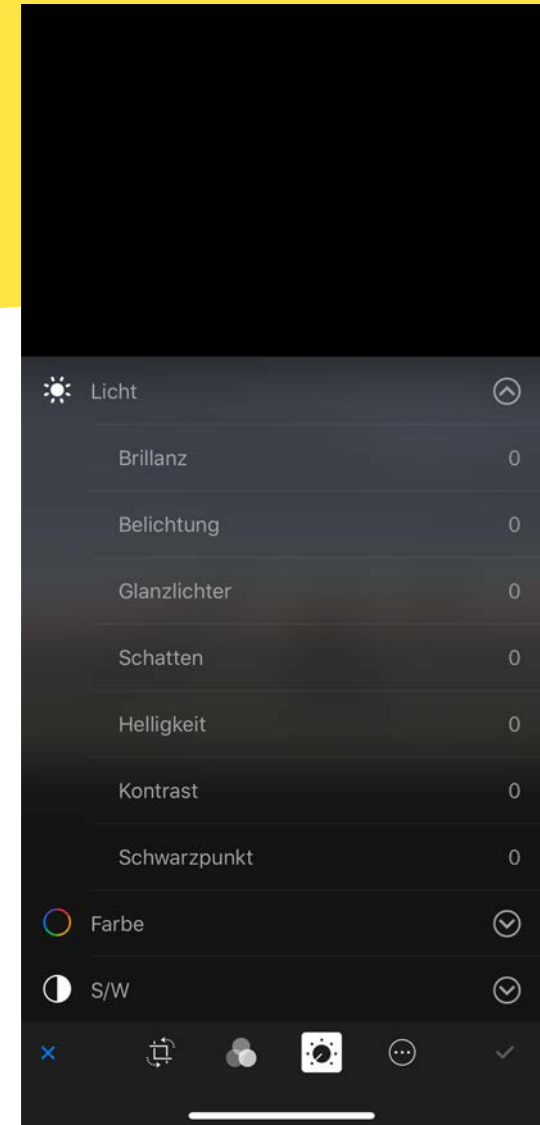 Licht
Brillanz 0
Belichtung 0
Glanzlichter 0
Schatten 0
Helligkeit 0
Kontrast 0
Schwarzpunkt 0
Farbe
S/W